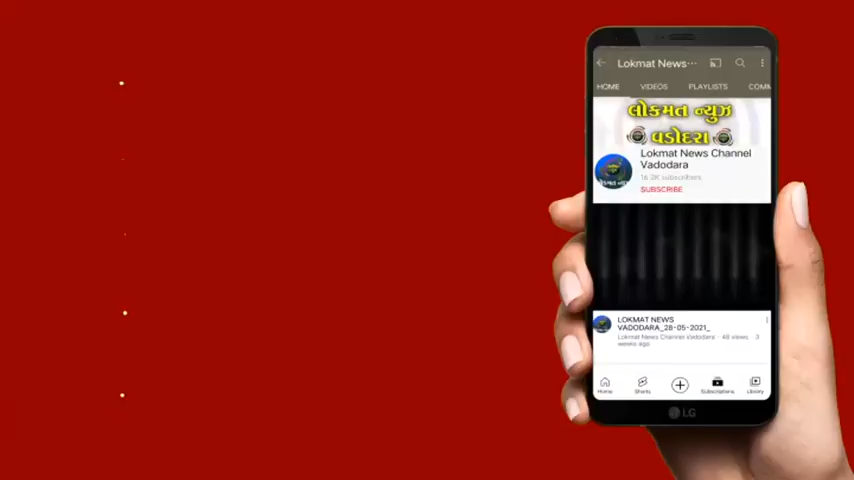 Lokmat News...
HOME VIDEOS PLAYLISTS COMM
લોકમત ન્યુઝ
વડોદરા
Lokmat News Channel
Vadodara
16.2K subscribers
SUBSCRIBE
LOKMAT NEWS
VADODARA_28-05-2021_
Lokmat News Channel Vadodara · 48 views · 3
weeks ago
Home Shorts Subscriptions Library
LG